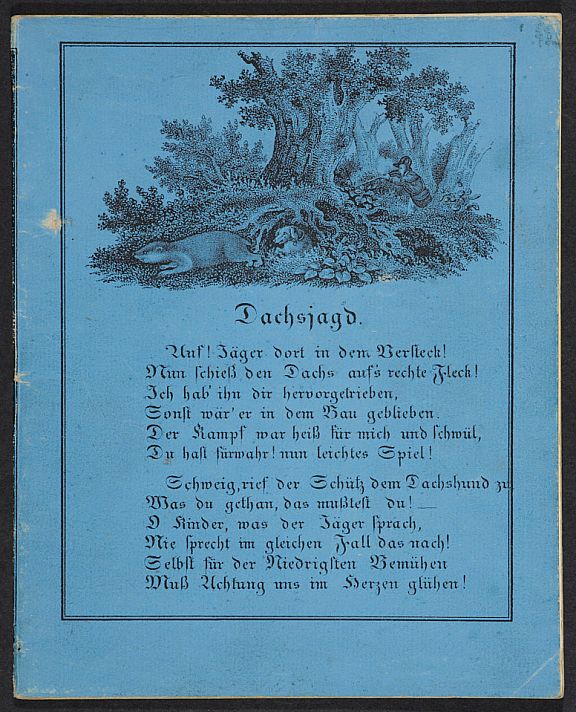 Dachsjagd.
Auf! Jäger dort in dem Versteck!
Nun schieß den Dachs auf's rechte Fleck!
Ich hab' ihn dir hervorgetrieben,
Sonst wär' er in dem Bau geblieben.
Der Kampf war heiß für mich und schwül,
Du hast fürwahr! nun leichtes Spiel!
Schweig, rief der Schütz dem Dachshund zu,
Was du gethan, das mußtest du! —
O Kinder, was der Jäger sprach,
Nie sprecht im gleichen Fall das nach!
Selbst für der Niedrigsten Bemühen
Muß Achtung uns im Herzen glühen!